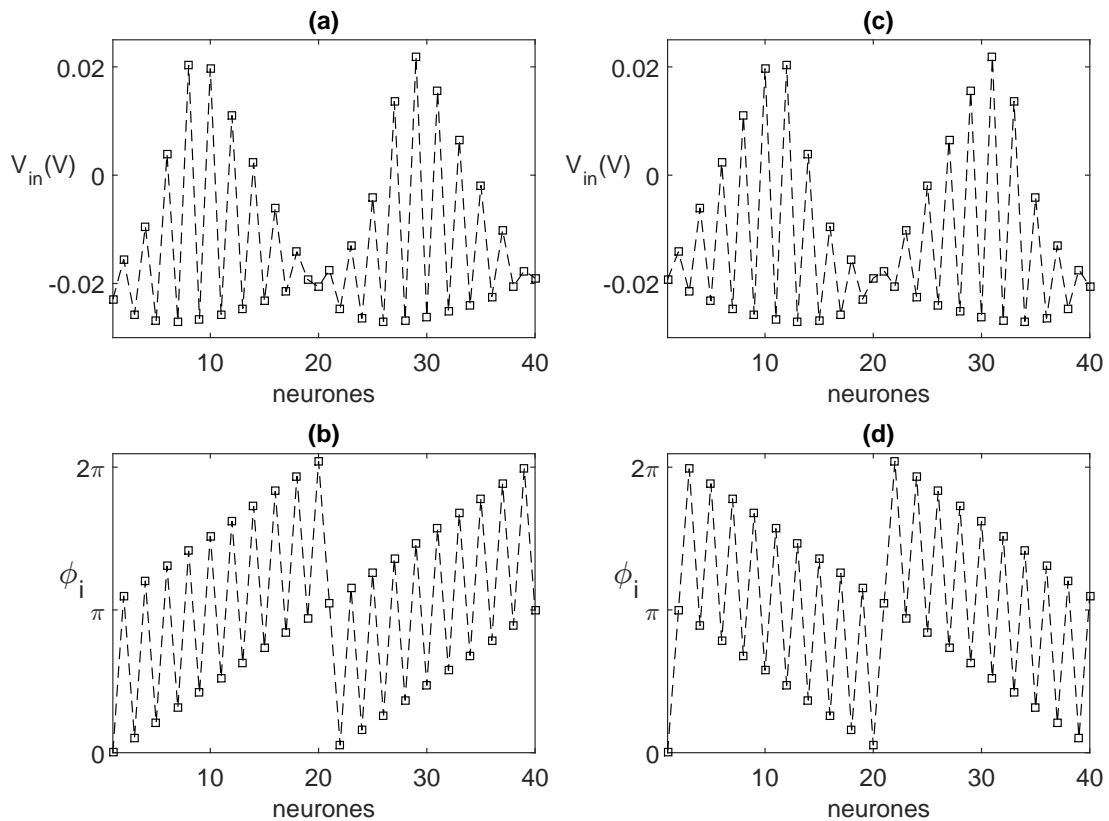 (a)
0.02
0
-0.02
V_in(V)
10 20 30 40
neurones
(c)
0.02
0
-0.02
V_in(V)
10 20 30 40
neurones
(b)
2π
π
0
ϕ_i
10 20 30 40
neurones
(d)
2π
π
0
ϕ_i
10 20 30 40
neurones